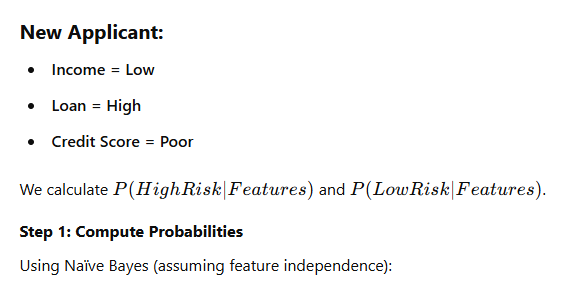 New Applicant:
• Income = Low
• Loan = High
• Credit Score = Poor
We calculate P(HighRisk|Features) and P(LowRisk|Features).
Step 1: Compute Probabilities
Using Naïve Bayes (assuming feature independence):